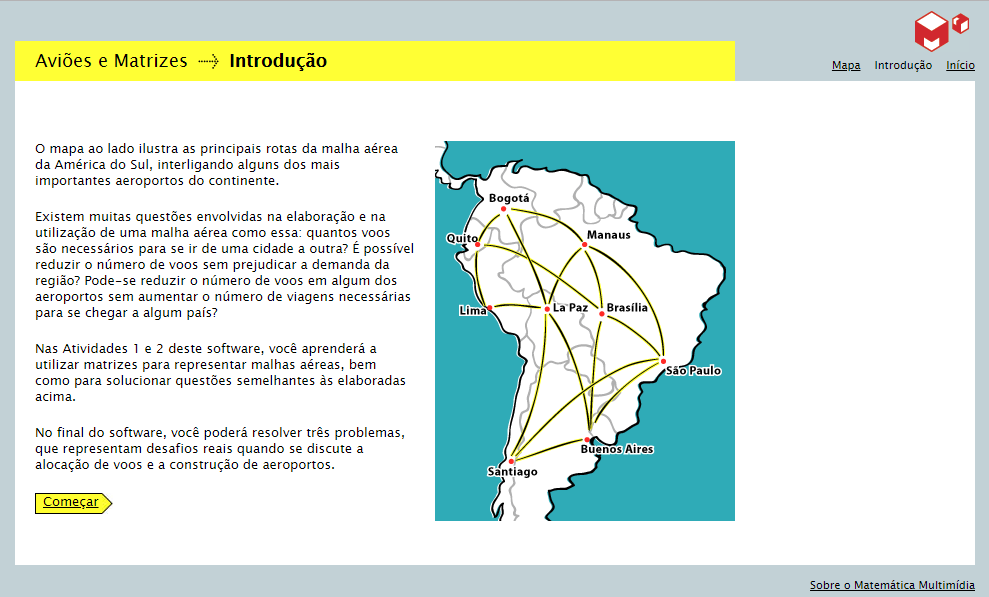 Aviões e Matrizes ⇢ Introdução
Mapa Introdução Início
O mapa ao lado ilustra as principais rotas da malha aérea
da América do Sul, interligando alguns dos mais
importantes aeroportos do continente.
Existem muitas questões envolvidas na elaboração e na
utilização de uma malha aérea como essa: quantos voos
são necessários para se ir de uma cidade a outra? É possível
reduzir o número de voos sem prejudicar a demanda da
região? Pode-se reduzir o número de voos em algum dos
aeroportos sem aumentar o número de viagens necessárias
para se chegar a algum país?
Nas Atividades 1 e 2 deste software, você aprenderá a
utilizar matrizes para representar malhas aéreas, bem
como para solucionar questões semelhantes às elaboradas
acima.
No final do software, você poderá resolver três problemas,
que representam desafios reais quando se discute a
alocação de voos e a construção de aeroportos.
Começar
Bogotá
Manaus
Quito
Lima
La Paz
Brasília
São Paulo
Buenos Aires
Santiago
Sobre o Matemática Multimídia